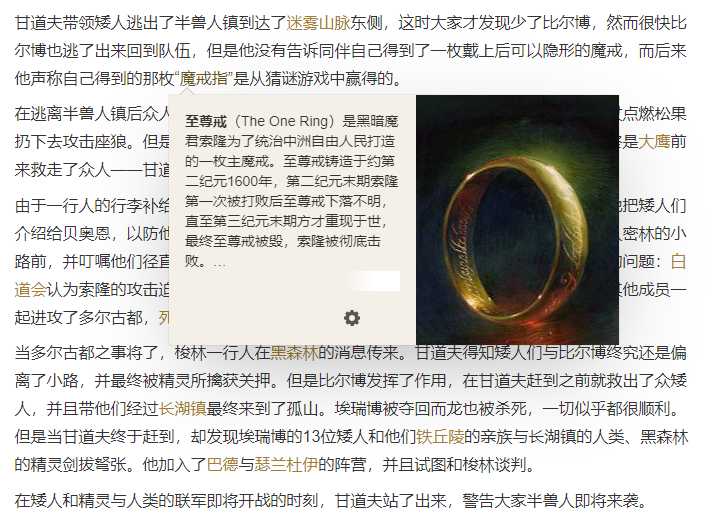 甘道夫带领矮人逃出了半兽人镇到达了迷雾山脉东侧，这时大家才发现少了比尔博，然而很快比
尔博也逃了出来回到队伍，但是他没有告诉同伴自己得到了一枚戴上后可以隐形的魔戒，而后来
他声称自己得到的那枚“魔戒指”是从猜谜游戏中赢得的。
在逃离半兽人镇后众人
点燃松果
扔下去攻击座狼。但是
是大鹰前
来救走了众人——甘道
由于一行人的行李补给
把矮人们
介绍给贝奥恩，以防他
密林的小
路前，并叮嘱他们径直
的问题：白
道会认为索隆的攻击迫
其他成员一
起进攻了多尔古都，死
至尊戒（The One Ring）是黑暗魔
君索隆为了统治中洲自由人民打造
的一枚主魔戒。至尊戒铸造于约第
二纪元1600年，第二纪元末期索隆
第一次被打败后至尊戒下落不明，
直至第三纪元末期方才重现于世，
最终至尊戒被毁，索隆被彻底击
败。…
当多尔古都之事将了，梭林一行人在黑森林的消息传来。甘道夫得知矮人们与比尔博终究还是偏
离了小路，并最终被精灵所擒获关押。但是比尔博发挥了作用，在甘道夫赶到之前就救出了众矮
人，并且带他们经过长湖镇最终来到了孤山。埃瑞博被夺回而龙也被杀死，一切似乎都很顺利。
但是当甘道夫终于赶到，却发现埃瑞博的13位矮人和他们铁丘陵的亲族与长湖镇的人类、黑森林
的精灵剑拔弩张。他加入了巴德与瑟兰杜伊的阵营，并且试图和梭林谈判。
在矮人和精灵与人类的联军即将开战的时刻，甘道夫站了出来，警告大家半兽人即将来袭。